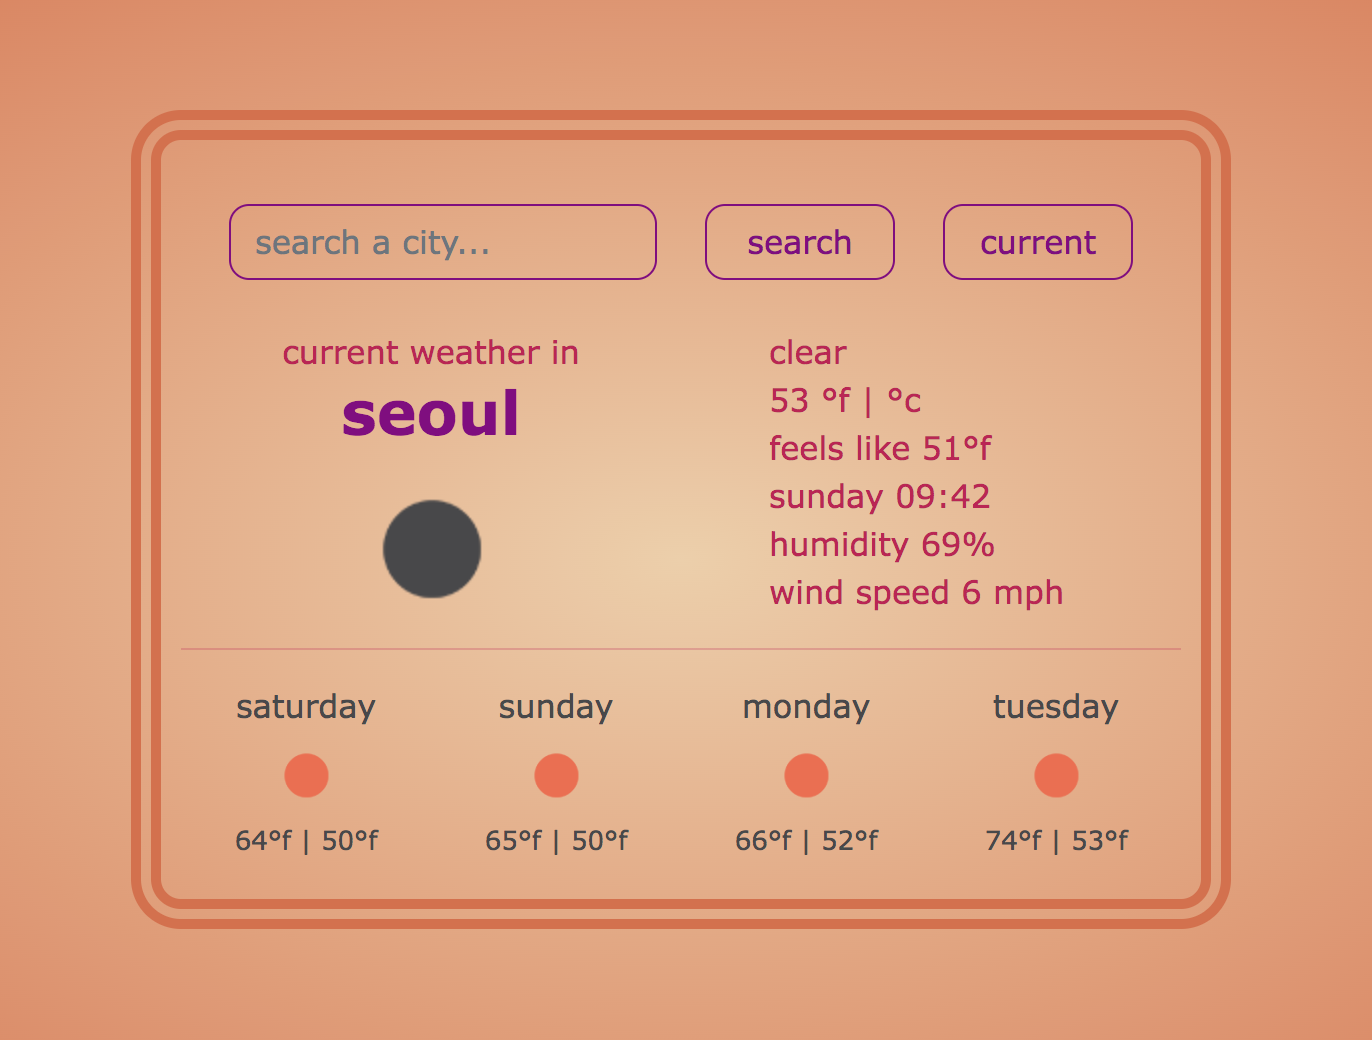 search a city...
search
current
current weather in
seoul
clear
53 °f | °c
feels like 51°f
sunday 09:42
humidity 69%
wind speed 6 mph
saturday
sunday
monday
tuesday
64°f | 50°f
65°f | 50°f
66°f | 52°f
74°f | 53°f